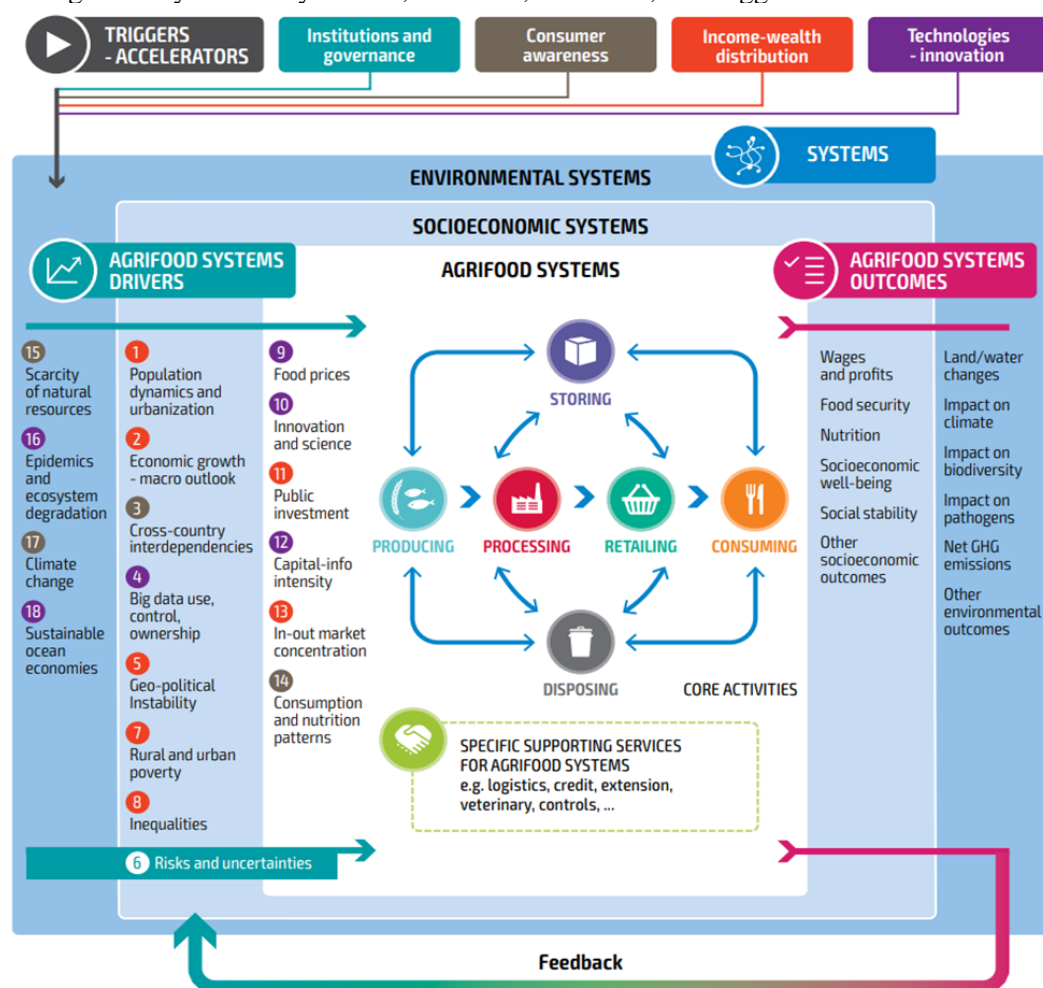 TRIGGERS
- ACCELERATORS
Institutions and
governance
Consumer
awareness
Income-wealth
distribution
Technologies
- innovation
SYSTEMS
ENVIRONMENTAL SYSTEMS
SOCIOECONOMIC SYSTEMS
AGRIFOOD SYSTEMS
AGRIFOOD SYSTEMS
DRIVERS
AGRIFOOD SYSTEMS
OUTCOMES
15
Scarcity
of natural
resources
16
Epidemics
and
ecosystem
degradation
17
Climate
change
18
Sustainable
ocean
economies
1
Population
dynamics and
urbanization
2
Economic growth
- macro outlook
3
Cross-country
interdependencies
4
Big data use,
control,
ownership
5
Geo-political
Instability
7
Rural and urban
poverty
8
Inequalities
6 Risks and uncertainties
9
Food prices
10
Innovation
and science
11
Public
investment
12
Capital-info
intensity
13
In-out market
concentration
14
Consumption
and nutrition
patterns
STORING
PRODUCING
PROCESSING
RETAILING
CONSUMING
DISPOSING
CORE ACTIVITIES
SPECIFIC SUPPORTING SERVICES
FOR AGRIFOOD SYSTEMS
e.g. logistics, credit, extension,
veterinary, controls, ...
Wages
and profits
Food security
Nutrition
Socioeconomic
well-being
Social stability
Other
socioeconomic
outcomes
Land/water
changes
Impact on
climate
Impact on
biodiversity
Impact on
pathogens
Net GHG
emissions
Other
environmental
outcomes
Feedback